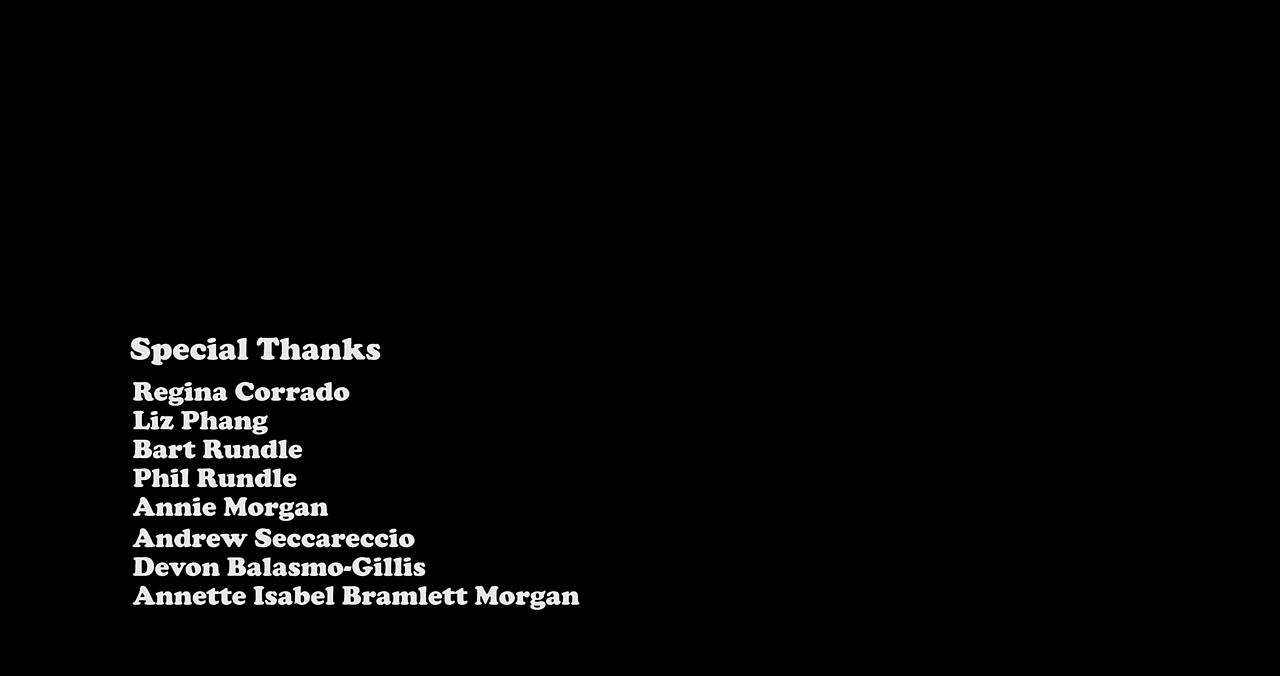 Special Thanks
Regina Corrado
Liz Phang
Bart Rundle
Phil Rundle
Annie Morgan
Andrew Seccareccio
Devon Balasmo-Gillis
Annette Isabel Bramlett Morgan